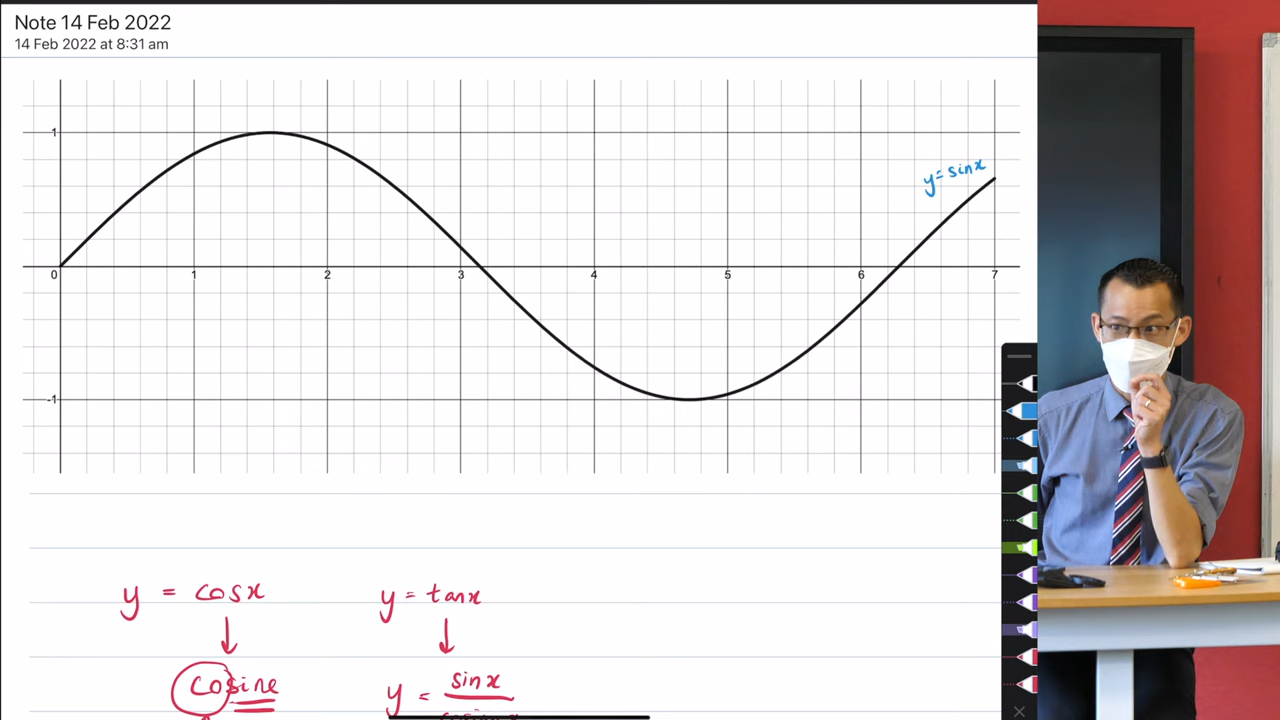 Note 14 Feb 2022
14 Feb 2022 at 8:31 am
1
y=sinx
0 1 2 3 4 5 6 7
-1
y = cosx y = tanx
↓ ↓
cosine y = sinx